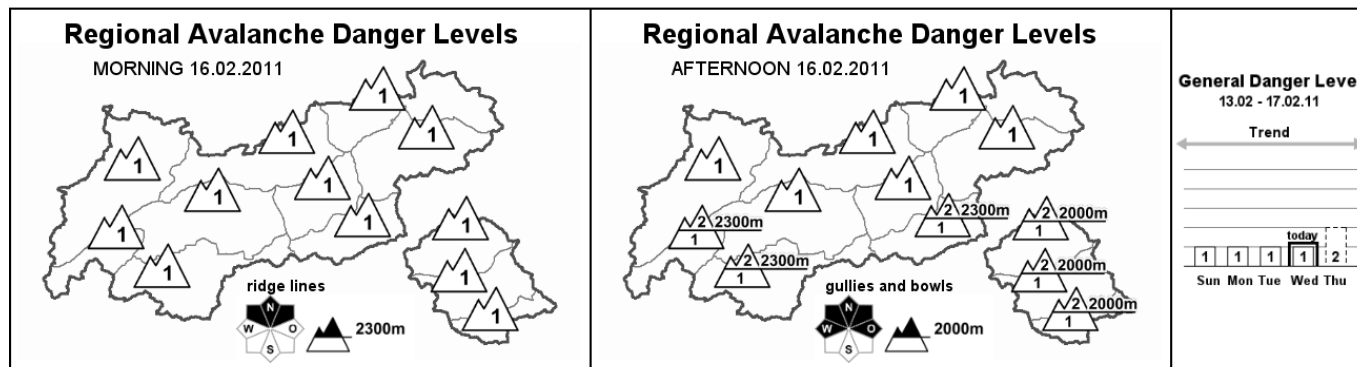 Regional Avalanche Danger Levels
MORNING 16.02.2011
1
1
1
1
1
1
1
1
1
1
1
1
1
ridge lines
N
W O
S
2300m
Regional Avalanche Danger Levels
AFTERNOON 16.02.2011
1
1
1
1
1
1
2 2300m
1
2 2000m
1
2 2300m
1
2 2300m
1
2 2000m
1
2 2000m
1
gullies and bowls
N
W O
S
2000m
General Danger Leve
13.02 - 17.02.11
Trend
today
1 1 1 1 2
Sun Mon Tue Wed Thu